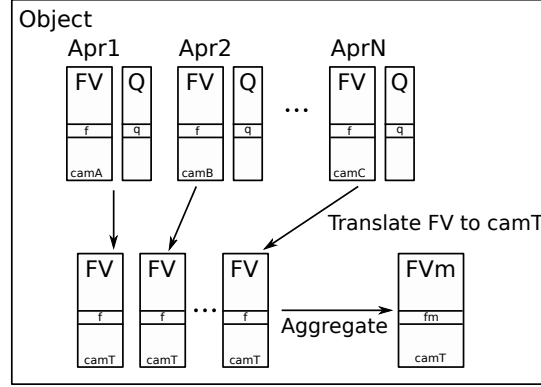 Object
Apr1 Apr2 AprN
FV Q FV Q ... FV Q
f q f q f q
camA camB camC
Translate FV to camT
FV FV ... FV FVm
f f f fm
Aggregate
camT camT camT camT